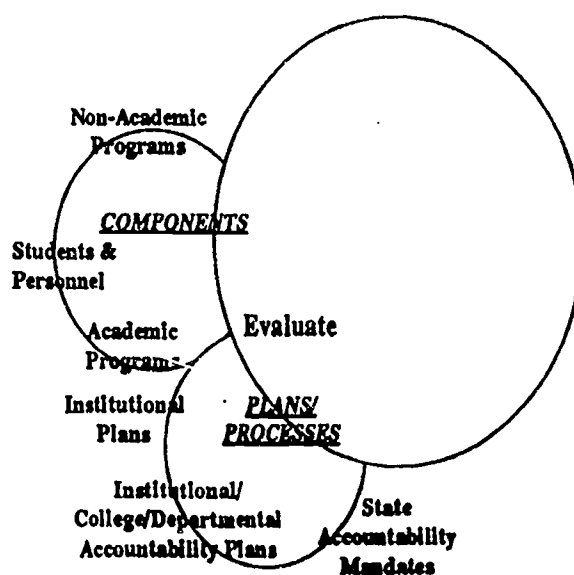 Non-Academic
Programs
COMPONENTS
Students &
Personnel
Academic
Programs
Evaluate
Institutional
Plans
PLANS/
PROCESSES
Institutional/
College/Departmental
Accountability Plans
State
Accountability
Mandates